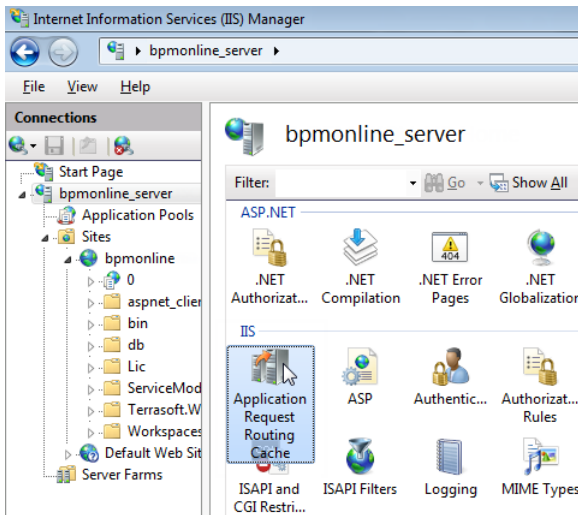 Internet Information Services (IIS) Manager
bpmonline_server
File View Help
Connections
Start Page
bpmonline_server
Application Pools
Sites
bpmonline
0
aspnet_clier
bin
db
Lic
ServiceMod
Terrasoft.W
Workspaces
Default Web Sit
Server Farms
bpmonline_server
Filter: Go Show All
ASP.NET
.NET Authorizat...
.NET Compilation
404
.NET Error Pages
.NET Globalization
IIS
Application Request Routing Cache
ASP
Authentic...
Authorizat... Rules
ISAPI and CGI Restri...
ISAPI Filters
Logging
MIME Types